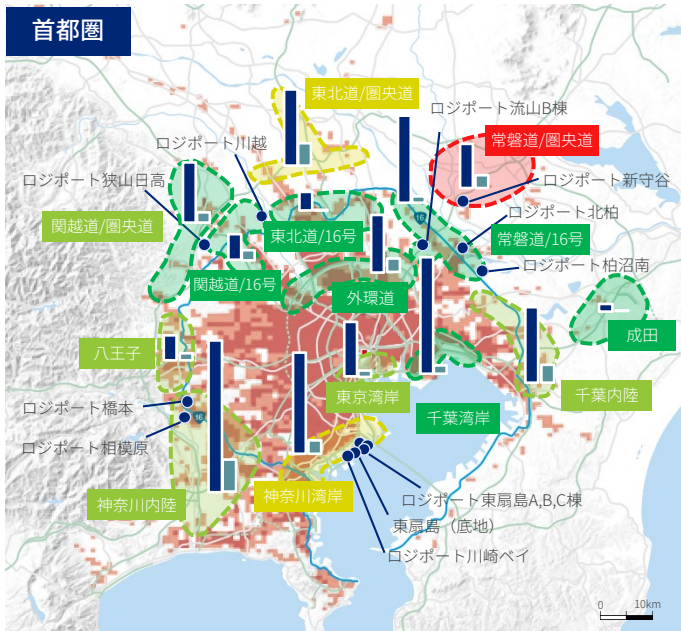 首都圏
東北道/圏央道
ロジポート流山B棟
ロジポート川越
常磐道/圏央道
ロジポート狭山日高
ロジポート新守谷
関越道/圏央道
ロジポート北柏
16
東北道/16号
常磐道/16号
ロジポート柏沼南
関越道/16号
外環道
成田
八王子
東京湾岸
千葉内陸
ロジポート橋本
16
千葉湾岸
ロジポート相模原
神奈川内陸
神奈川湾岸
ロジポート東扇島A,B,C棟
東扇島（底地）
ロジポート川崎ベイ
0 10km